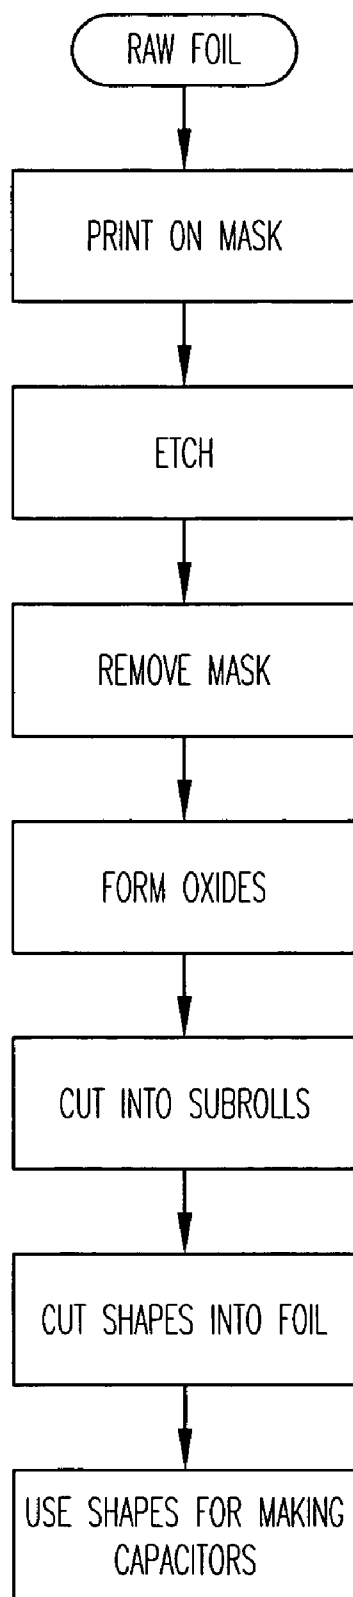 RAW FOIL
PRINT ON MASK
ETCH
REMOVE MASK
FORM OXIDES
CUT INTO SUBROLLS
CUT SHAPES INTO FOIL
USE SHAPES FOR MAKING
CAPACITORS